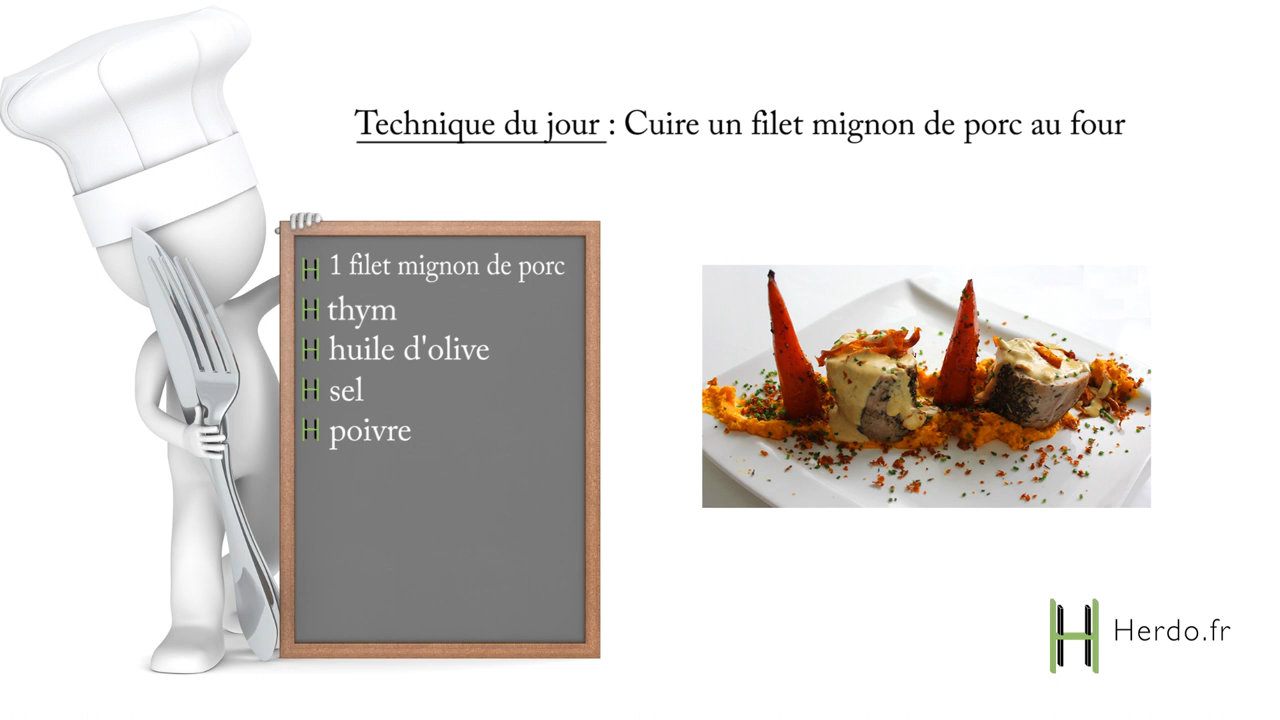 Technique du jour : Cuire un filet mignon de porc au four
1 filet mignon de porc
thym
huile d'olive
sel
poivre
Herdo.fr